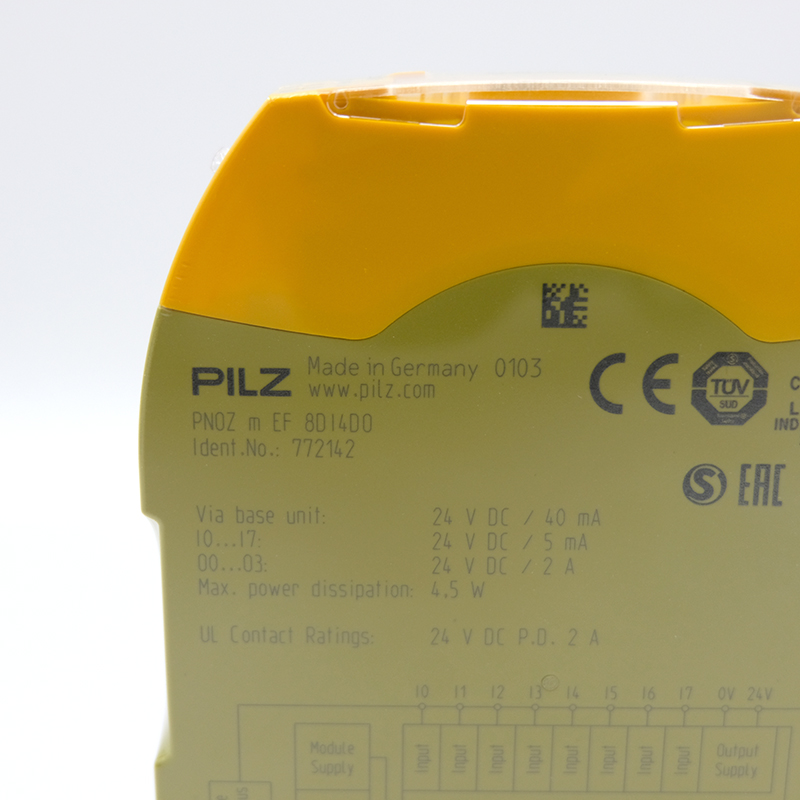 PILZ Made in Germany 0103
www.pilz.com
PNOZ m EF 8DI4DO
Ident.No.: 772142
CE TÜV SÜD
EAC
IND
Via base unit: 24 V DC / 40 mA
I0...I7: 24 V DC / 5 mA
O0...O3: 24 V DC / 2 A
Max. power dissipation: 4.5 W
UL Contact Ratings: 24 V DC P.D. 2 A
I0 I1 I2 I3 I4 I5 I6 I7 0V 24V
Module Supply
Input Input Input Input Input Input Input Input
Output Supply